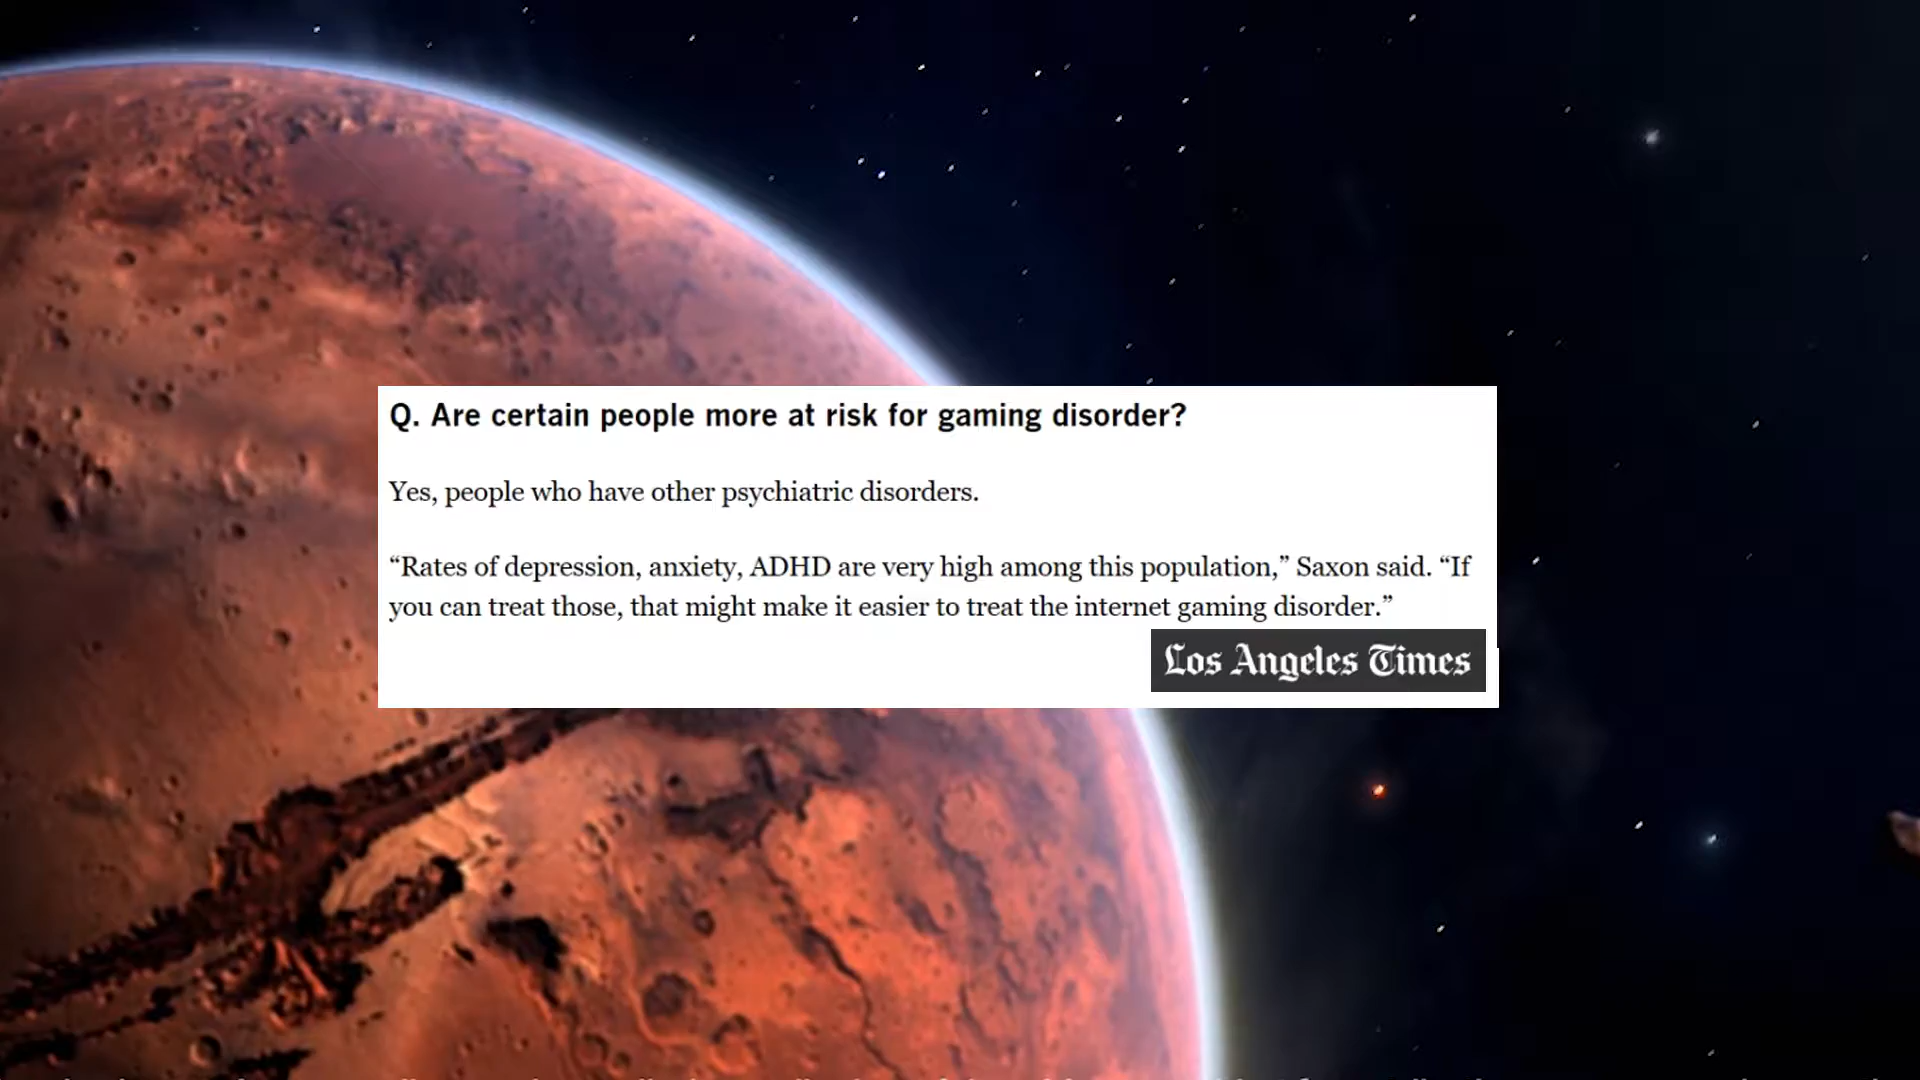 Q. Are certain people more at risk for gaming disorder?
Yes, people who have other psychiatric disorders.
“Rates of depression, anxiety, ADHD are very high among this population,” Saxon said. “If
you can treat those, that might make it easier to treat the internet gaming disorder.”
Los Angeles Times